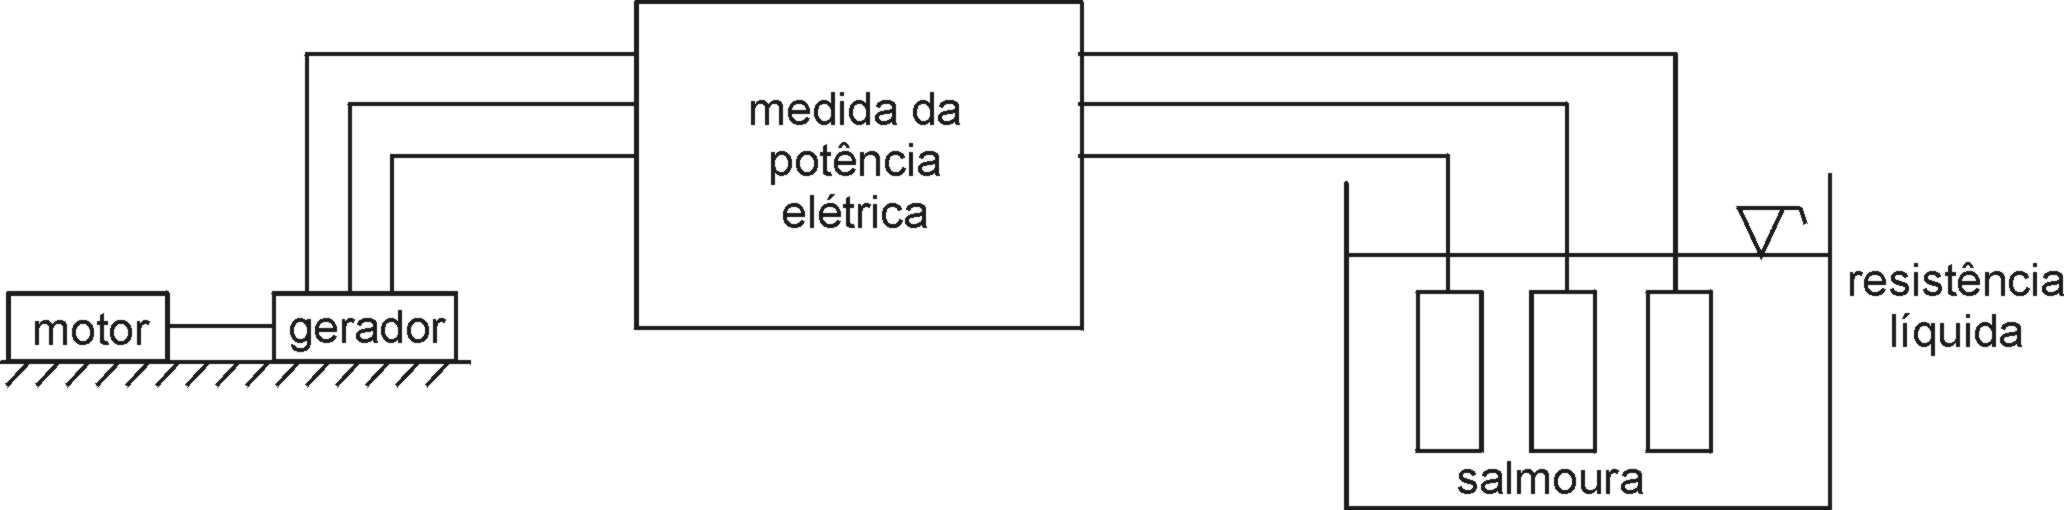 medida da
potência
elétrica
motor
gerador
resistência
líquida
salmoura